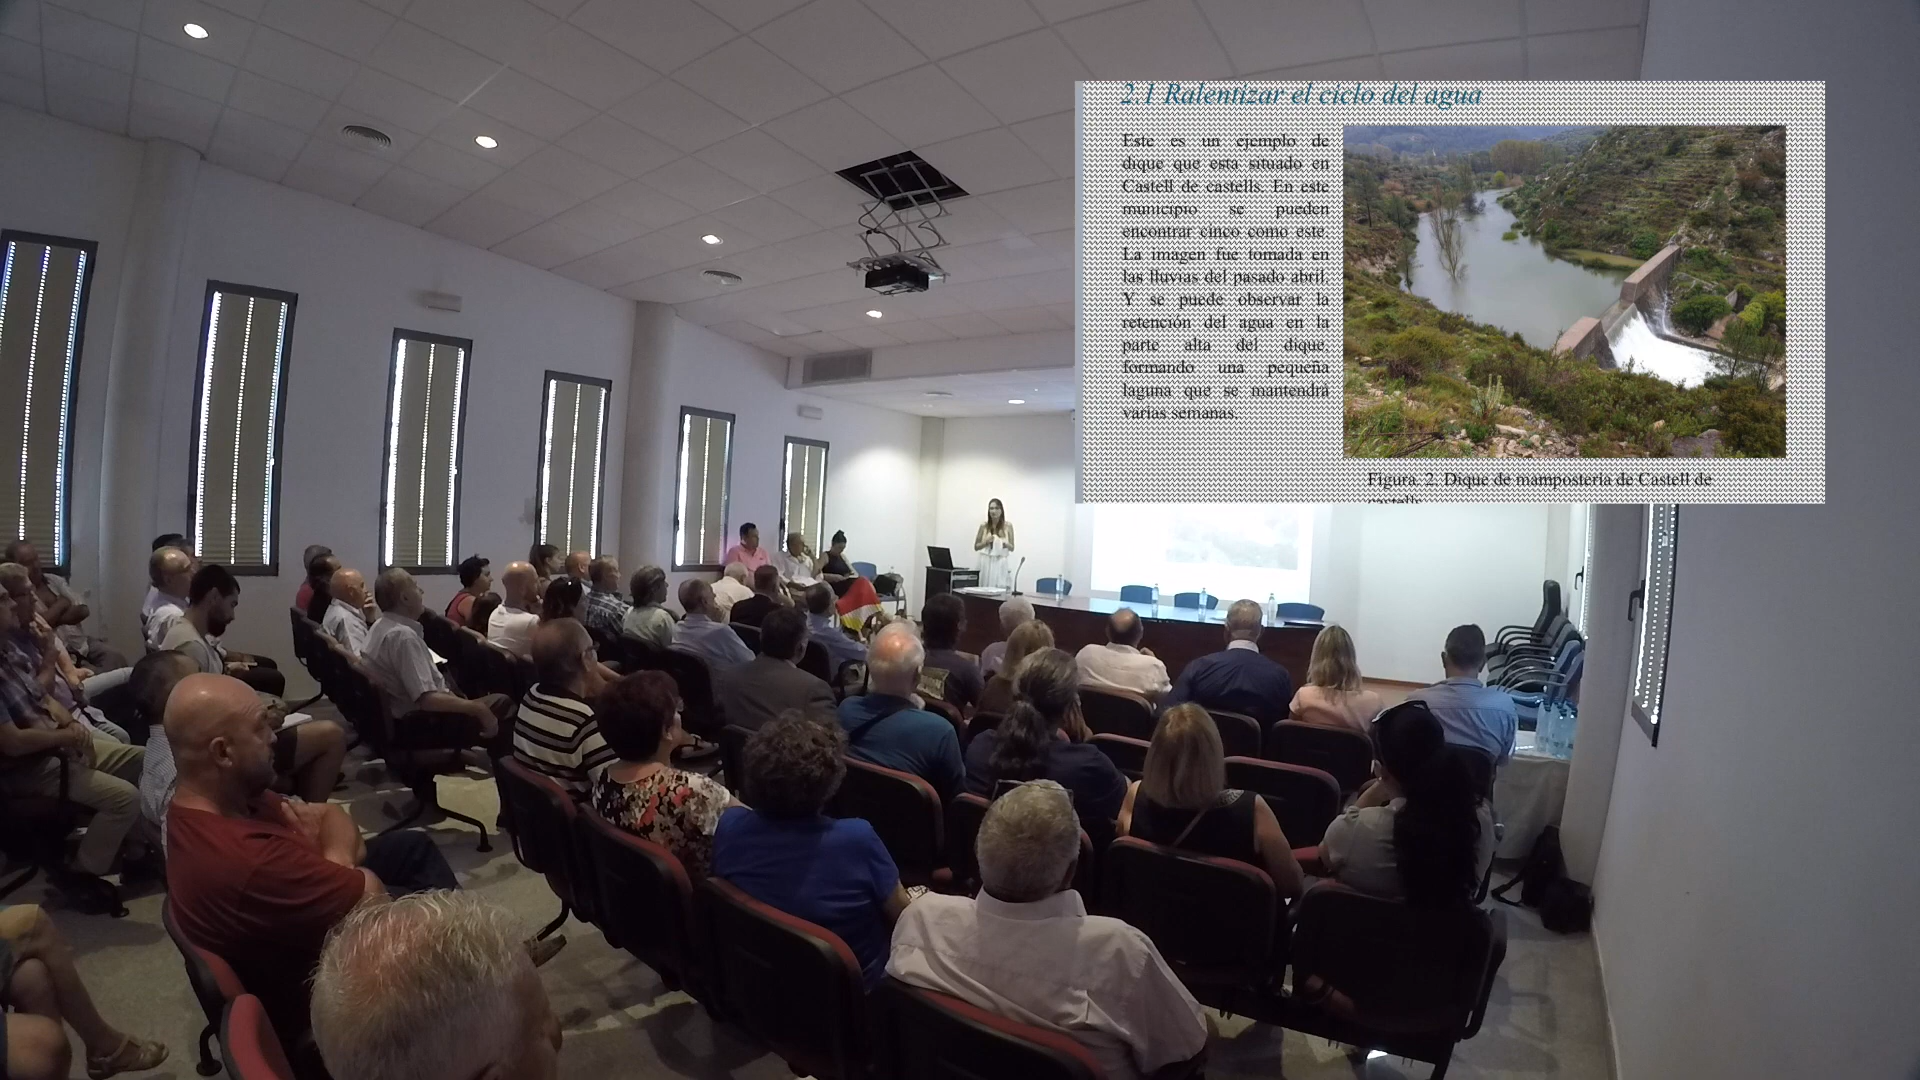 2.1 Ralentizar el ciclo del agua
Este es un ejemplo de
dique que esta situado en
Castell de castells. En este
municipio se pueden
encontrar cinco como este.
La imagen fue tomada en
las lluvias del pasado abril.
Y se puede observar la
retención del agua en la
parte alta del dique,
formando una pequeña
laguna que se mantendrá
varias semanas.
Figura. 2. Dique de mamposteria de Castell de
castells